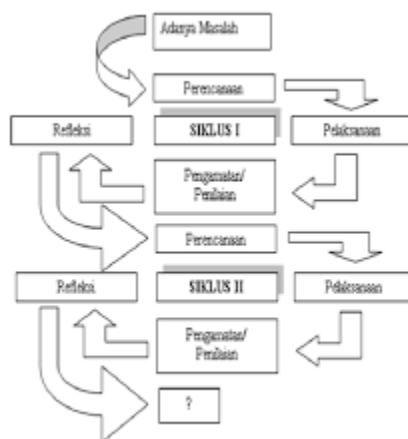 Adanya Masalah
Perencanaan
Refleksi
SIKLUS I
Pelaksanaan
Pengamatan/
Penilaian
Perencanaan
Refleksi
SIKLUS II
Pelaksanaan
Pengamatan/
Penilaian
?